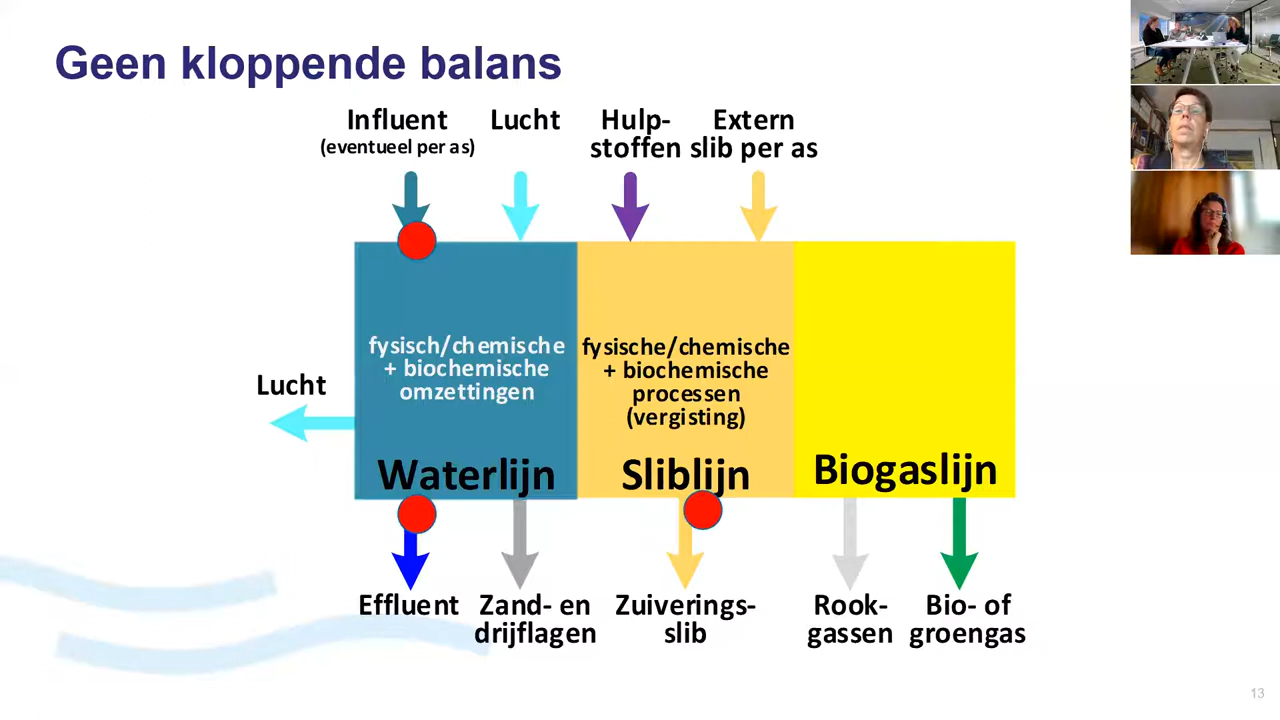 Geen kloppende balans
Influent
(eventueel per as)
Lucht
Hulp-
stoffen
Extern
slib per as
fysisch/chemische
+ biochemische
omzettingen
fysische/chemische
+ biochemische
processen
(vergisting)
Lucht
Waterlijn
Sliblijn
Biogaslijn
Effluent
Zand- en
drijflagen
Zuiverings-
slib
Rook-
gassen
Bio- of
groengas
13